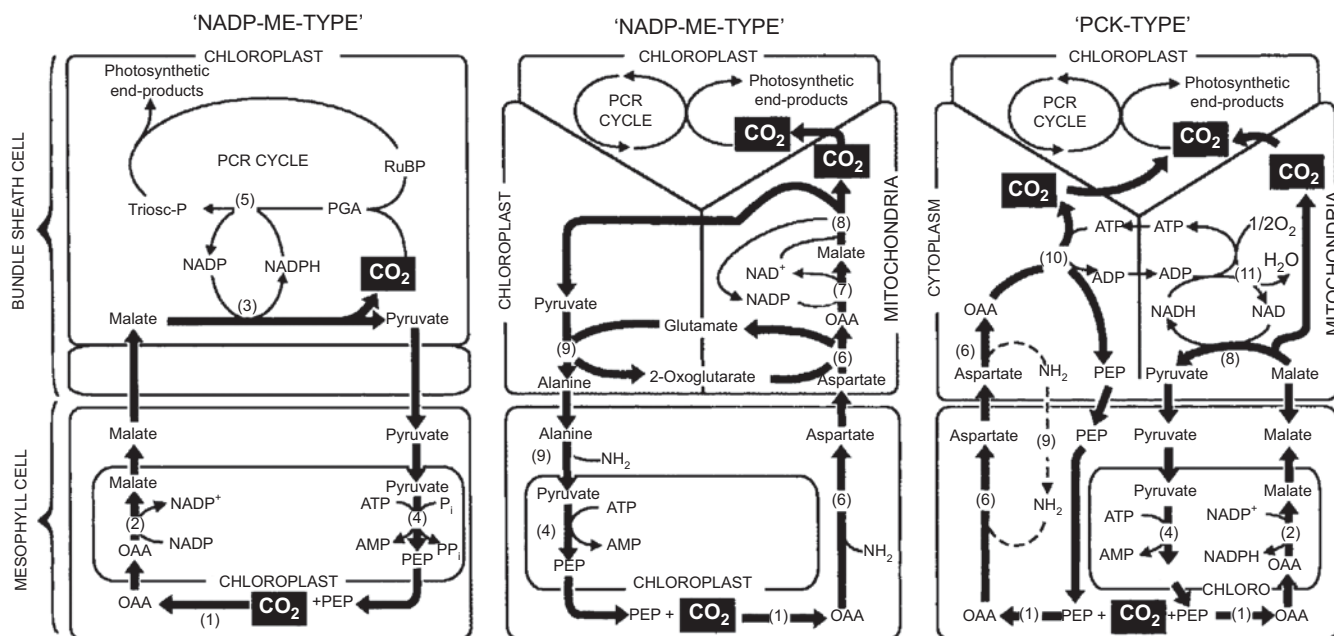 'NADP-ME-TYPE'
CHLOROPLAST
Photosynthetic
end-products
PCR CYCLE
RuBP
Triosc-P
(5)
PGA
NADP
NADPH
CO2
(3)
Malate
Pyruvate
Malate
Pyruvate
Malate
Pyruvate
NADP+
ATP
Pi
(2)
(4)
NADP
AMP
PPi
OAA
PEP
CHLOROPLAST
OAA
CO2
+PEP
(1)
BUNDLE SHEATH CELL
MESOPHYLL CELL
'NADP-ME-TYPE'
CHLOROPLAST
PCR
CYCLE
Photosynthetic
end-products
CO2
CO2
CHLOROPLAST
MITOCHONDRIA
(8)
Malate
NAD+
(7)
NADP
OAA
Pyruvate
Glutamate
(9)
(6)
2-Oxoglutarate
Alanine
Aspartate
Alanine
Aspartate
(9)
NH2
Pyruvate
(6)
ATP
(4)
AMP
NH2
PEP
CHLOROPLAST
PEP +
CO2
(1)
OAA
'PCK-TYPE'
CHLOROPLAST
PCR
CYCLE
Photosynthetic
end-products
CO2
CO2
CO2
CYTOPLASM
MITOCHONDRIA
ATP
ATP
1/2O2
(10)
H2O
ADP
ADP
(11)
OAA
NADH
NAD
(6)
(8)
Aspartate
NH2
PEP
Pyruvate
Malate
Aspartate
PEP
Pyruvate
Malate
(9)
Pyruvate
Malate
(6)
NH2
ATP
NADP+
(4)
(2)
AMP
NADPH
OAA
CHLORO
OAA
(1)
PEP +
CO2
+PEP
(1)
OAA